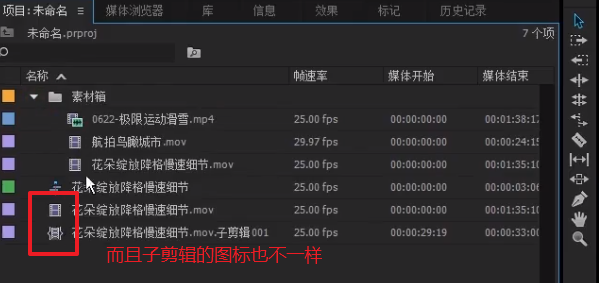 项目:未命名 媒体浏览器 库 信息 效果 标记 历史记录
未命名.prproj 7 个项
名称 帧速率 媒体开始 媒体结束
素材箱
0622-极限运动滑雪.mp4 25.00 fps 00:00:00:00 00:01:38:17
航拍鸟瞰城市.mov 29.97 fps 00:00:00:00 00:00:24:15
花朵绽放降格慢速细节.mov 25.00 fps 00:00:00:00 00:01:35:10
花朵绽放降格慢速细节 25.00 fps 00:00:00:00 00:00:03:06
花朵绽放降格慢速细节.mov 25.00 fps 00:00:00:00 00:01:35:10
花朵绽放降格慢速细节.mov.子剪辑001 25.00 fps 00:00:29:19 00:00:33:00
而且子剪辑的图标也不一样